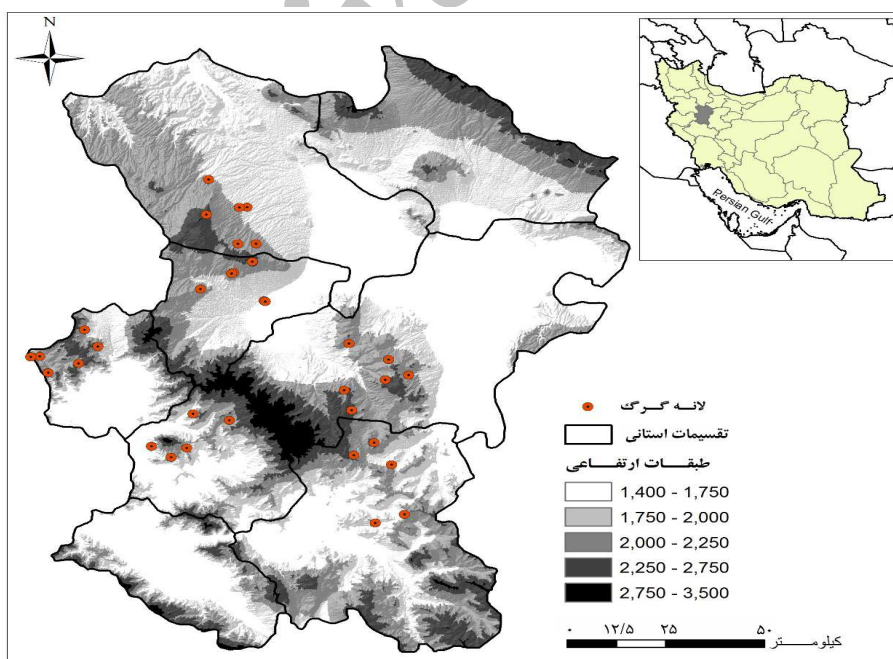 N
Persian Gulf
لانه گرگ
تقسیمات استانی
طبقات ارتفاعی
1,400 - 1,750
1,750 - 2,000
2,000 - 2,250
2,250 - 2,750
2,750 - 3,500
۰ ۱۲/۵ ۲۵ ۵۰
کیلومتر